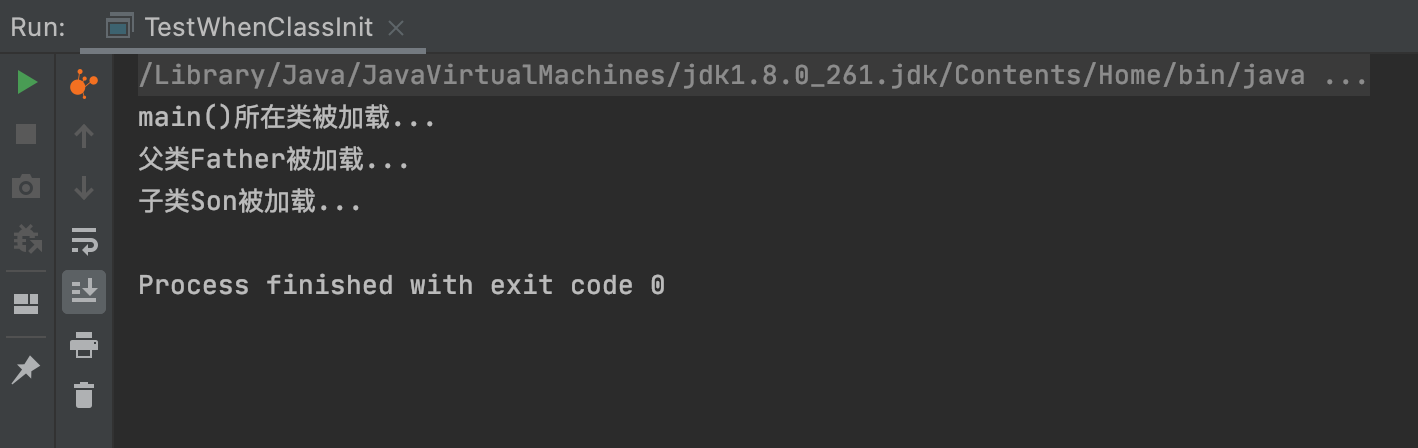 Run: TestWhenClassInit
/Library/Java/JavaVirtualMachines/jdk1.8.0_261.jdk/Contents/Home/bin/java ...
main()所在类被加载...
父类Father被加载...
子类Son被加载...
Process finished with exit code 0